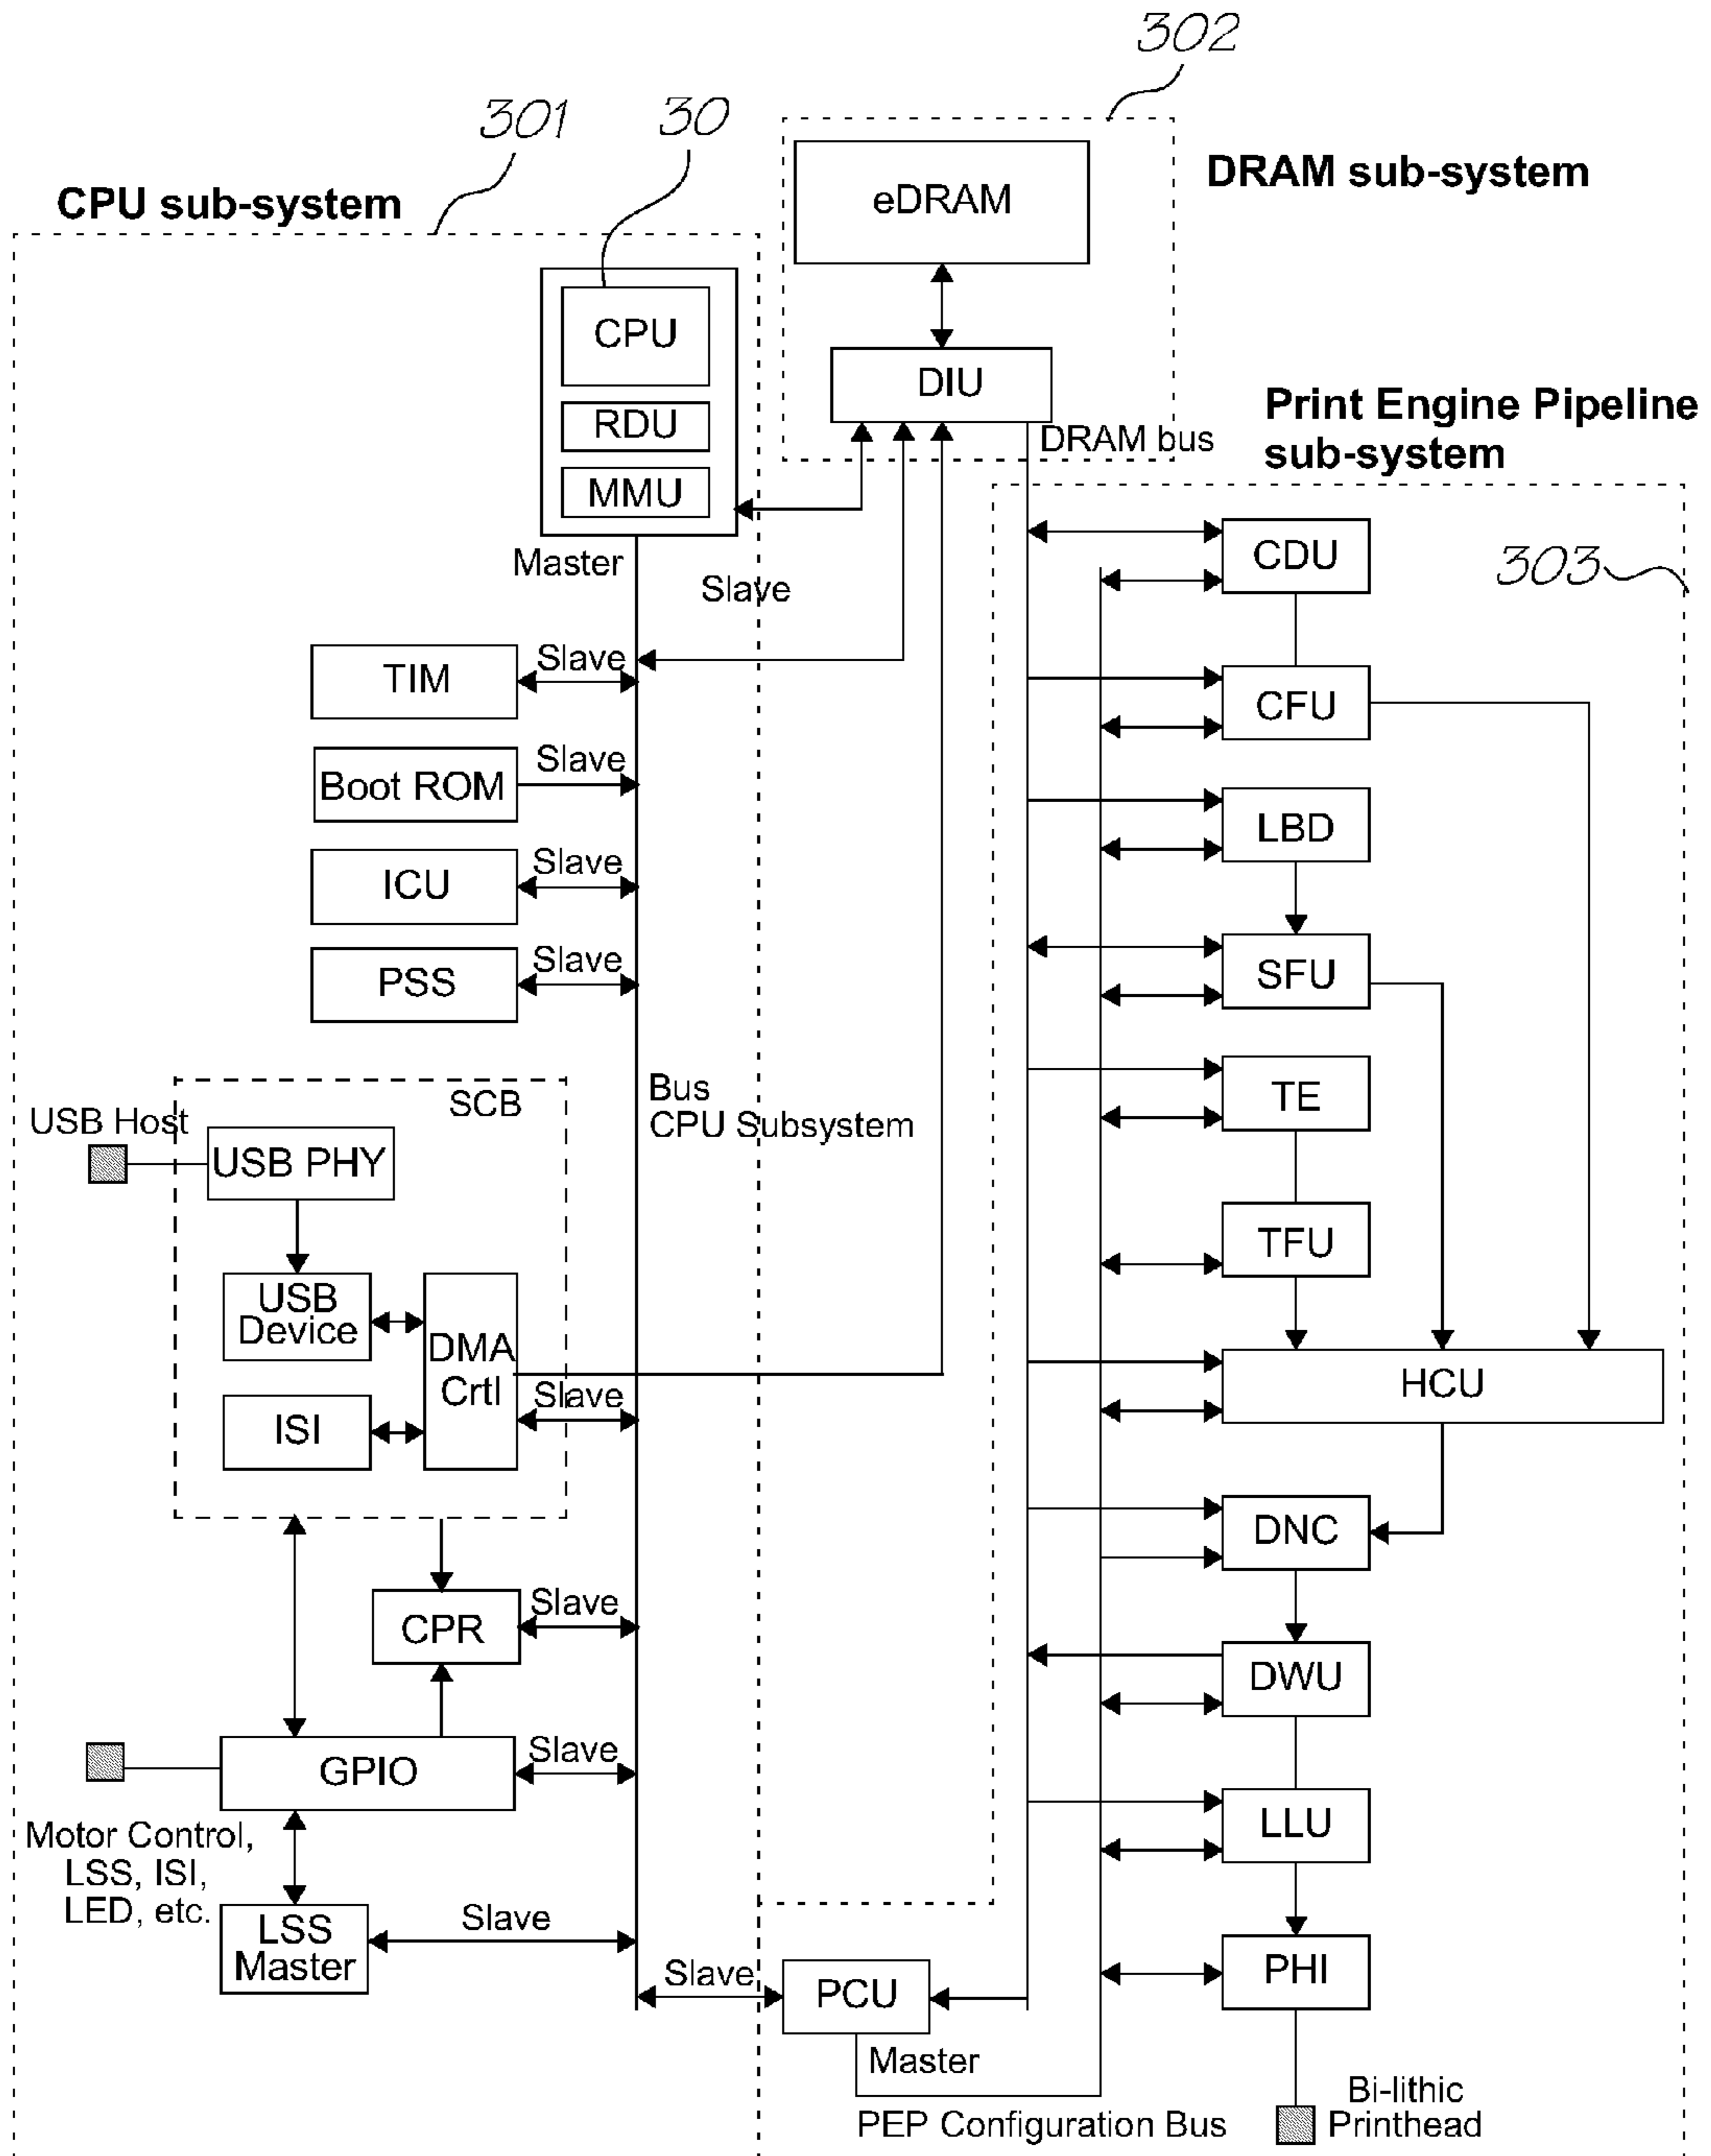 302
301
30
DRAM sub-system
CPU sub-system
eDRAM
CPU
DIU
RDU
DRAM bus
MMU
Print Engine Pipeline
sub-system
Master
Slave
CDU
303
TIM
Slave
CFU
Boot ROM
Slave
LBD
ICU
Slave
PSS
Slave
SFU
Bus
CPU Subsystem
SCB
USB Host
USB PHY
TE
TFU
USB
Device
DMA
Crtl
Slave
ISI
HCU
DNC
CPR
Slave
DWU
GPIO
Slave
Motor Control,
LSS, ISI,
LED, etc.
LLU
LSS
Master
Slave
Slave
PCU
PHI
Master
PEP Configuration Bus
Bi-lithic
Printhead